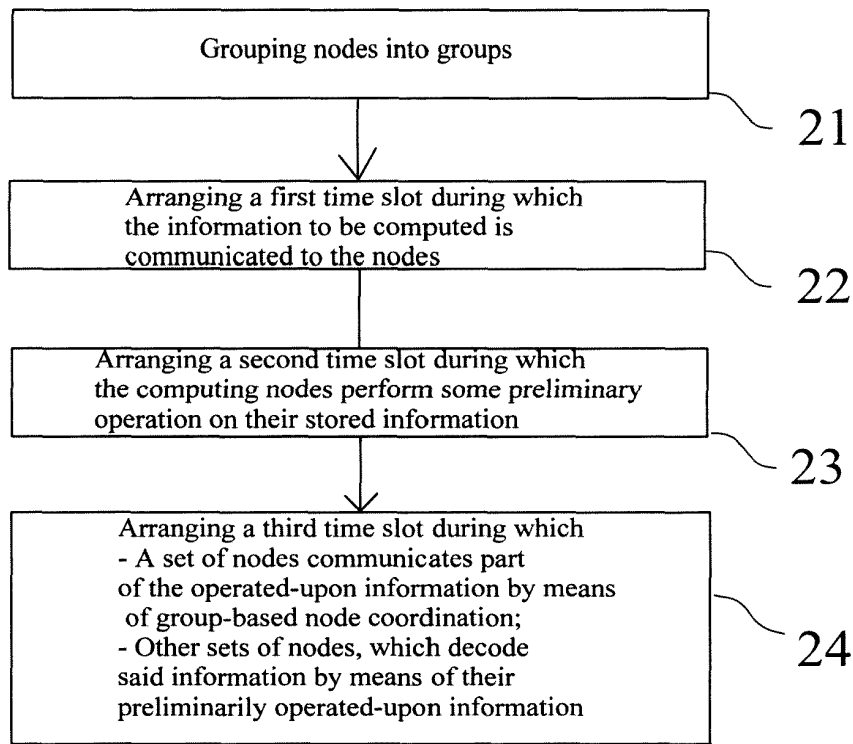 Grouping nodes into groups
21
Arranging a first time slot during which
the information to be computed is
communicated to the nodes
22
Arranging a second time slot during which
the computing nodes perform some preliminary
operation on their stored information
23
Arranging a third time slot during which
- A set of nodes communicates part
of the operated-upon information by means
of group-based node coordination;
- Other sets of nodes, which decode
said information by means of their
preliminarily operated-upon information
24